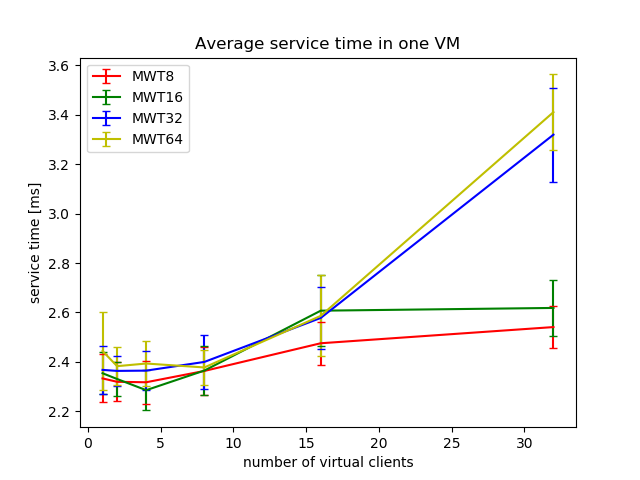 Average service time in one VM
MWT8
MWT16
MWT32
MWT64
service time [ms]
3.6
3.4
3.2
3.0
2.8
2.6
2.4
2.2
0 5 10 15 20 25 30
number of virtual clients